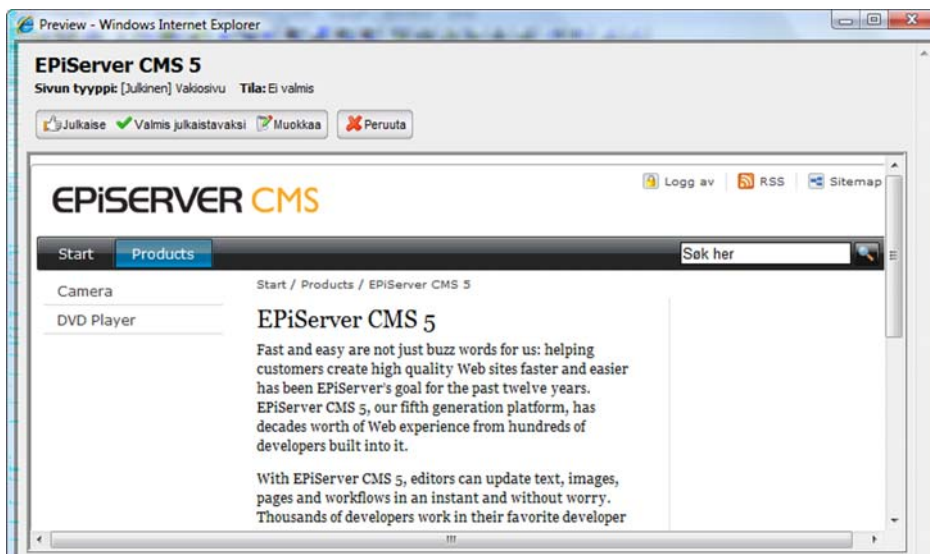 Preview - Windows Internet Explorer
EPiServer CMS 5
Sivun tyyppi: [Julkinen] Vakiosivu Tila: Ei valmis
Julkaise Valmis julkaistavaksi Muokkaa Peruuta
EPiSERVER CMS
Logg av RSS Sitemap
Start Products Søk her
Camera
DVD Player
Start / Products / EPiServer CMS 5
EPiServer CMS 5
Fast and easy are not just buzz words for us: helping
customers create high quality Web sites faster and easier
has been EPiServer's goal for the past twelve years.
EPiServer CMS 5, our fifth generation platform, has
decades worth of Web experience from hundreds of
developers built into it.
With EPiServer CMS 5, editors can update text, images,
pages and workflows in an instant and without worry.
Thousands of developers work in their favorite developer